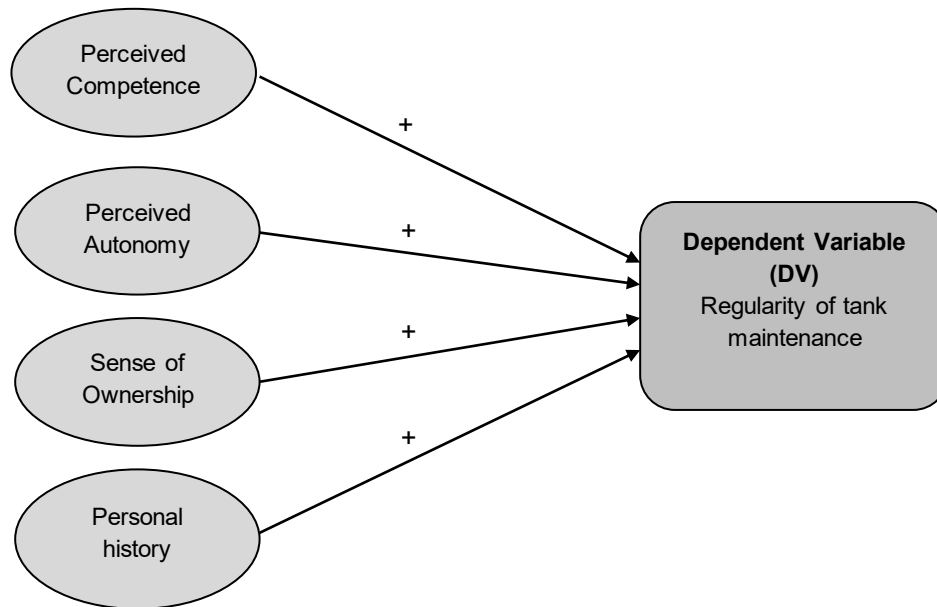 Perceived
Competence
+
Perceived
Autonomy
+
Sense of
Ownership
+
Personal
history
+
Dependent Variable
(DV)
Regularity of tank
maintenance